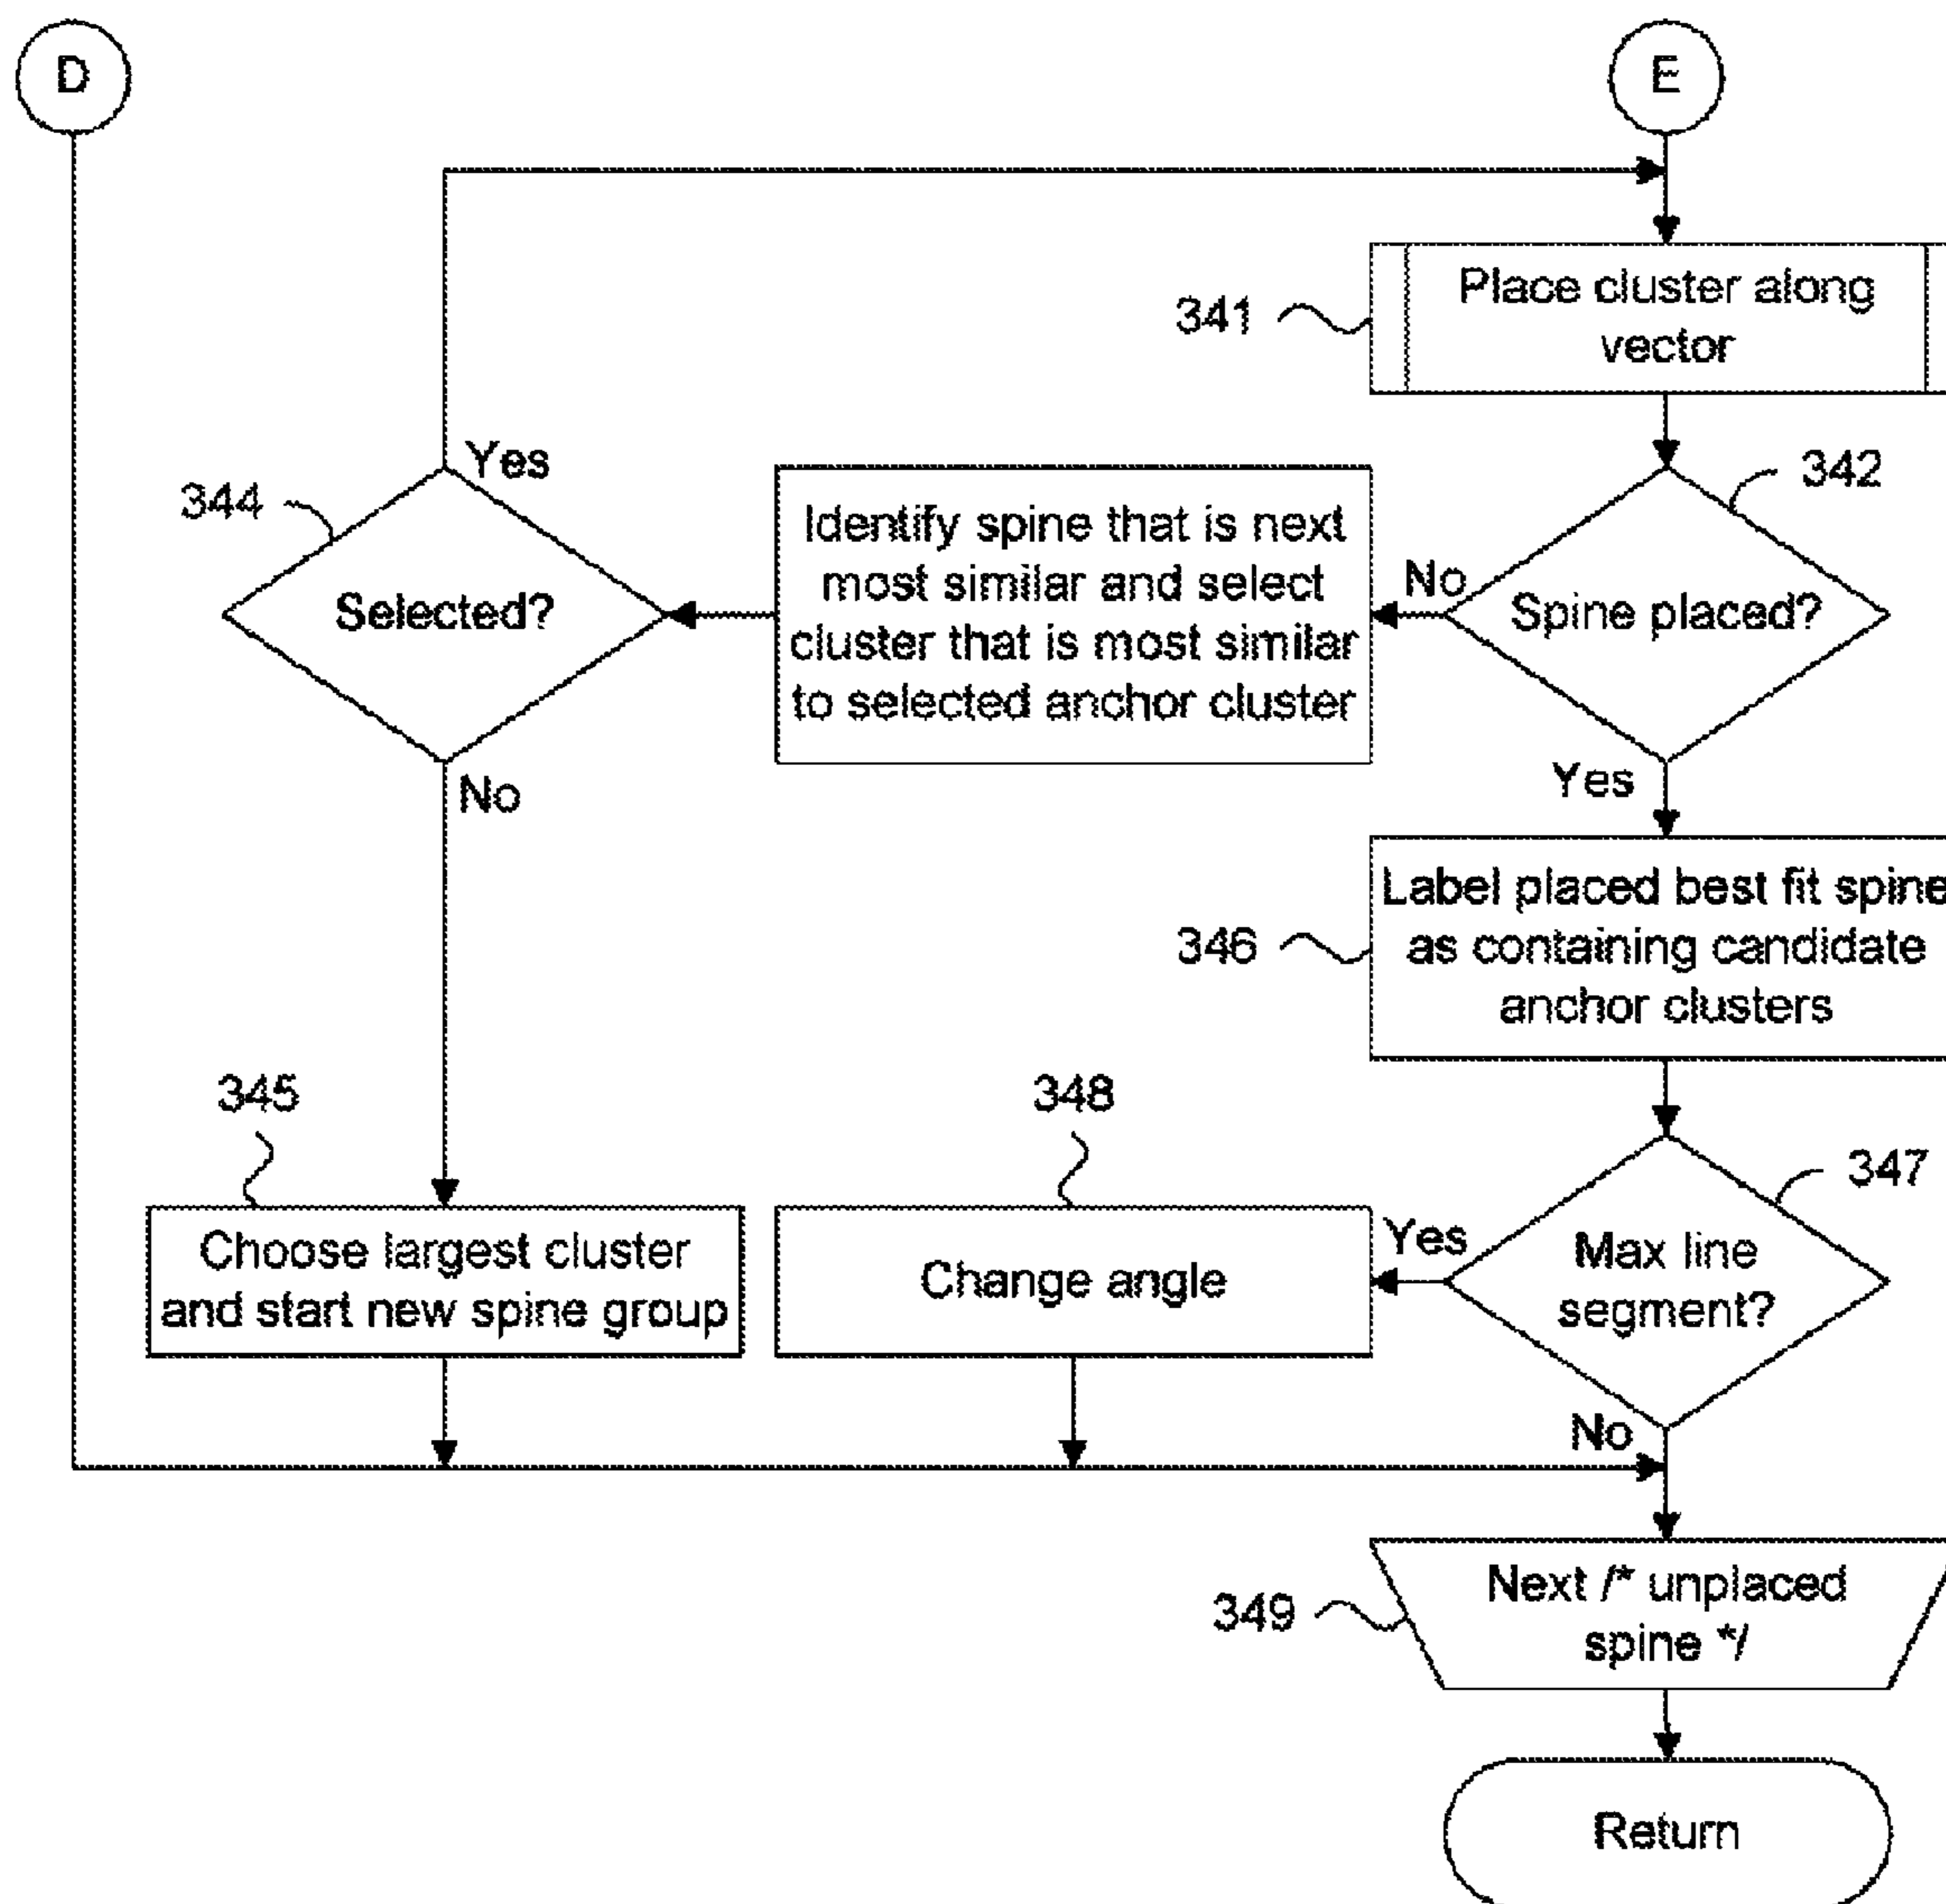 D
E
Place cluster along
vector
341
342
Yes
344
Identify spine that is next
most similar and select
cluster that is most similar
to selected anchor cluster
No
Selected?
Spine placed?
No
Yes
Label placed best fit spine
as containing candidate
anchor clusters
346
345
348
347
Choose largest cluster
and start new spine group
Change angle
Yes
Max line
segment?
No
Next /* unplaced
spine */
349
Return